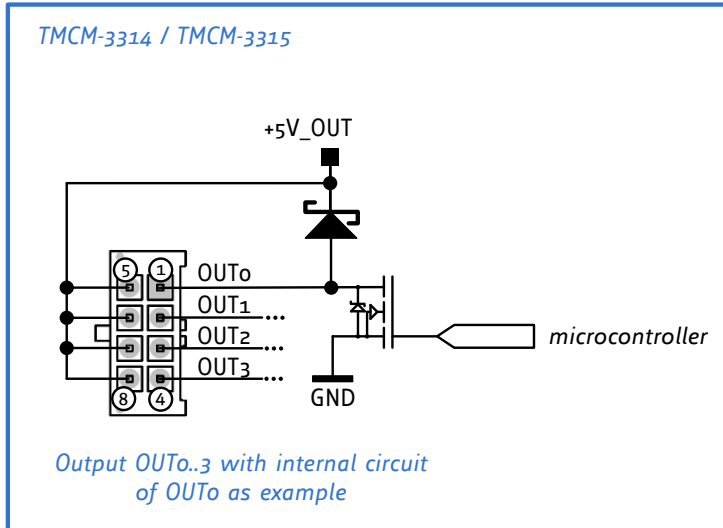 TMCM-3314 / TMCM-3315
+5V_OUT
5
1
OUT0
OUT1
...
OUT2
...
OUT3
...
8
4
GND
microcontroller
Output OUT0..3 with internal circuit
of OUT0 as example